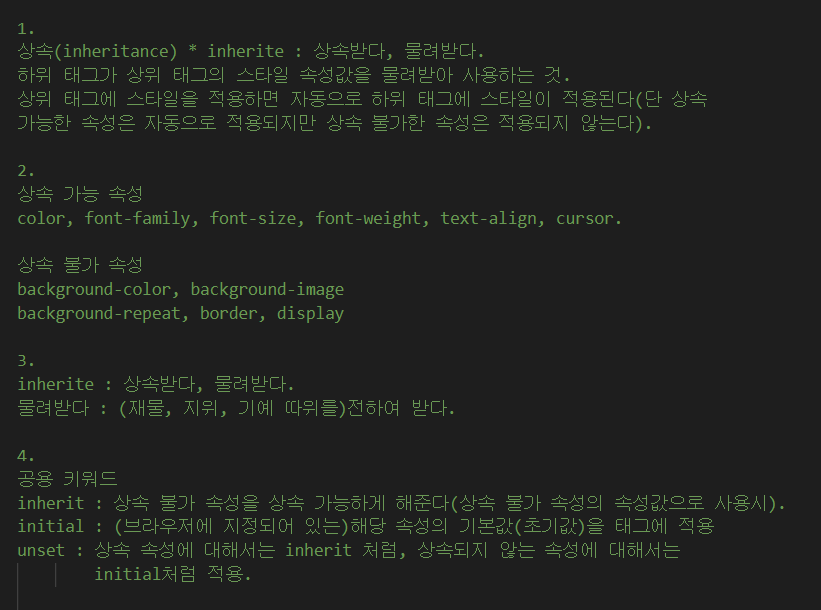 1.
상속(inheritance) * inherite : 상속받다, 물려받다.
하위 태그가 상위 태그의 스타일 속성값을 물려받아 사용하는 것.
상위 태그에 스타일을 적용하면 자동으로 하위 태그에 스타일이 적용된다(단 상속
가능한 속성은 자동으로 적용되지만 상속 불가한 속성은 적용되지 않는다).
2.
상속 가능 속성
color, font-family, font-size, font-weight, text-align, cursor.
상속 불가 속성
background-color, background-image
background-repeat, border, display
3.
inherite : 상속받다, 물려받다.
물려받다 : (재물, 지위, 기예 따위를)전하여 받다.
4.
공용 키워드
inherit : 상속 불가 속성을 상속 가능하게 해준다(상속 불가 속성의 속성값으로 사용시).
initial : (브라우저에 지정되어 있는)해당 속성의 기본값(초기값)을 태그에 적용
unset : 상속 속성에 대해서는 inherit 처럼, 상속되지 않는 속성에 대해서는
initial처럼 적용.